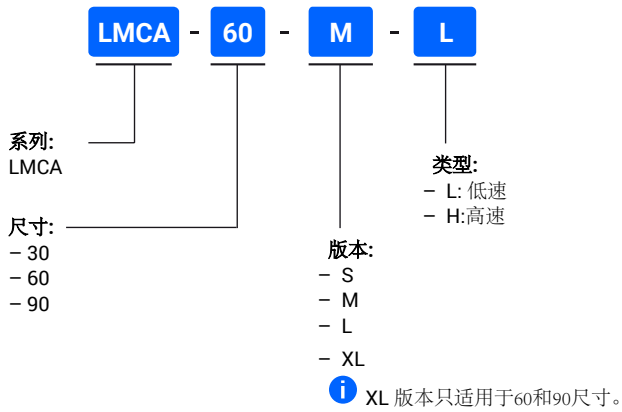 LMCA - 60 - M - L
系列:
LMCA
尺寸:
– 30
– 60
– 90
版本:
– S
– M
– L
– XL
i XL 版本只适用于60和90尺寸。
类型:
– L: 低速
– H:高速